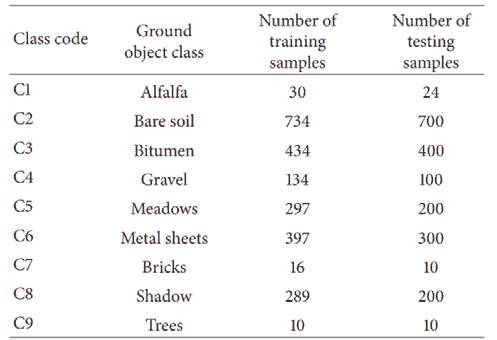 Class code Ground object class Number of training samples Number of testing samples
C1 Alfalfa 30 24
C2 Bare soil 734 700
C3 Bitumen 434 400
C4 Gravel 134 100
C5 Meadows 297 200
C6 Metal sheets 397 300
C7 Bricks 16 10
C8 Shadow 289 200
C9 Trees 10 10